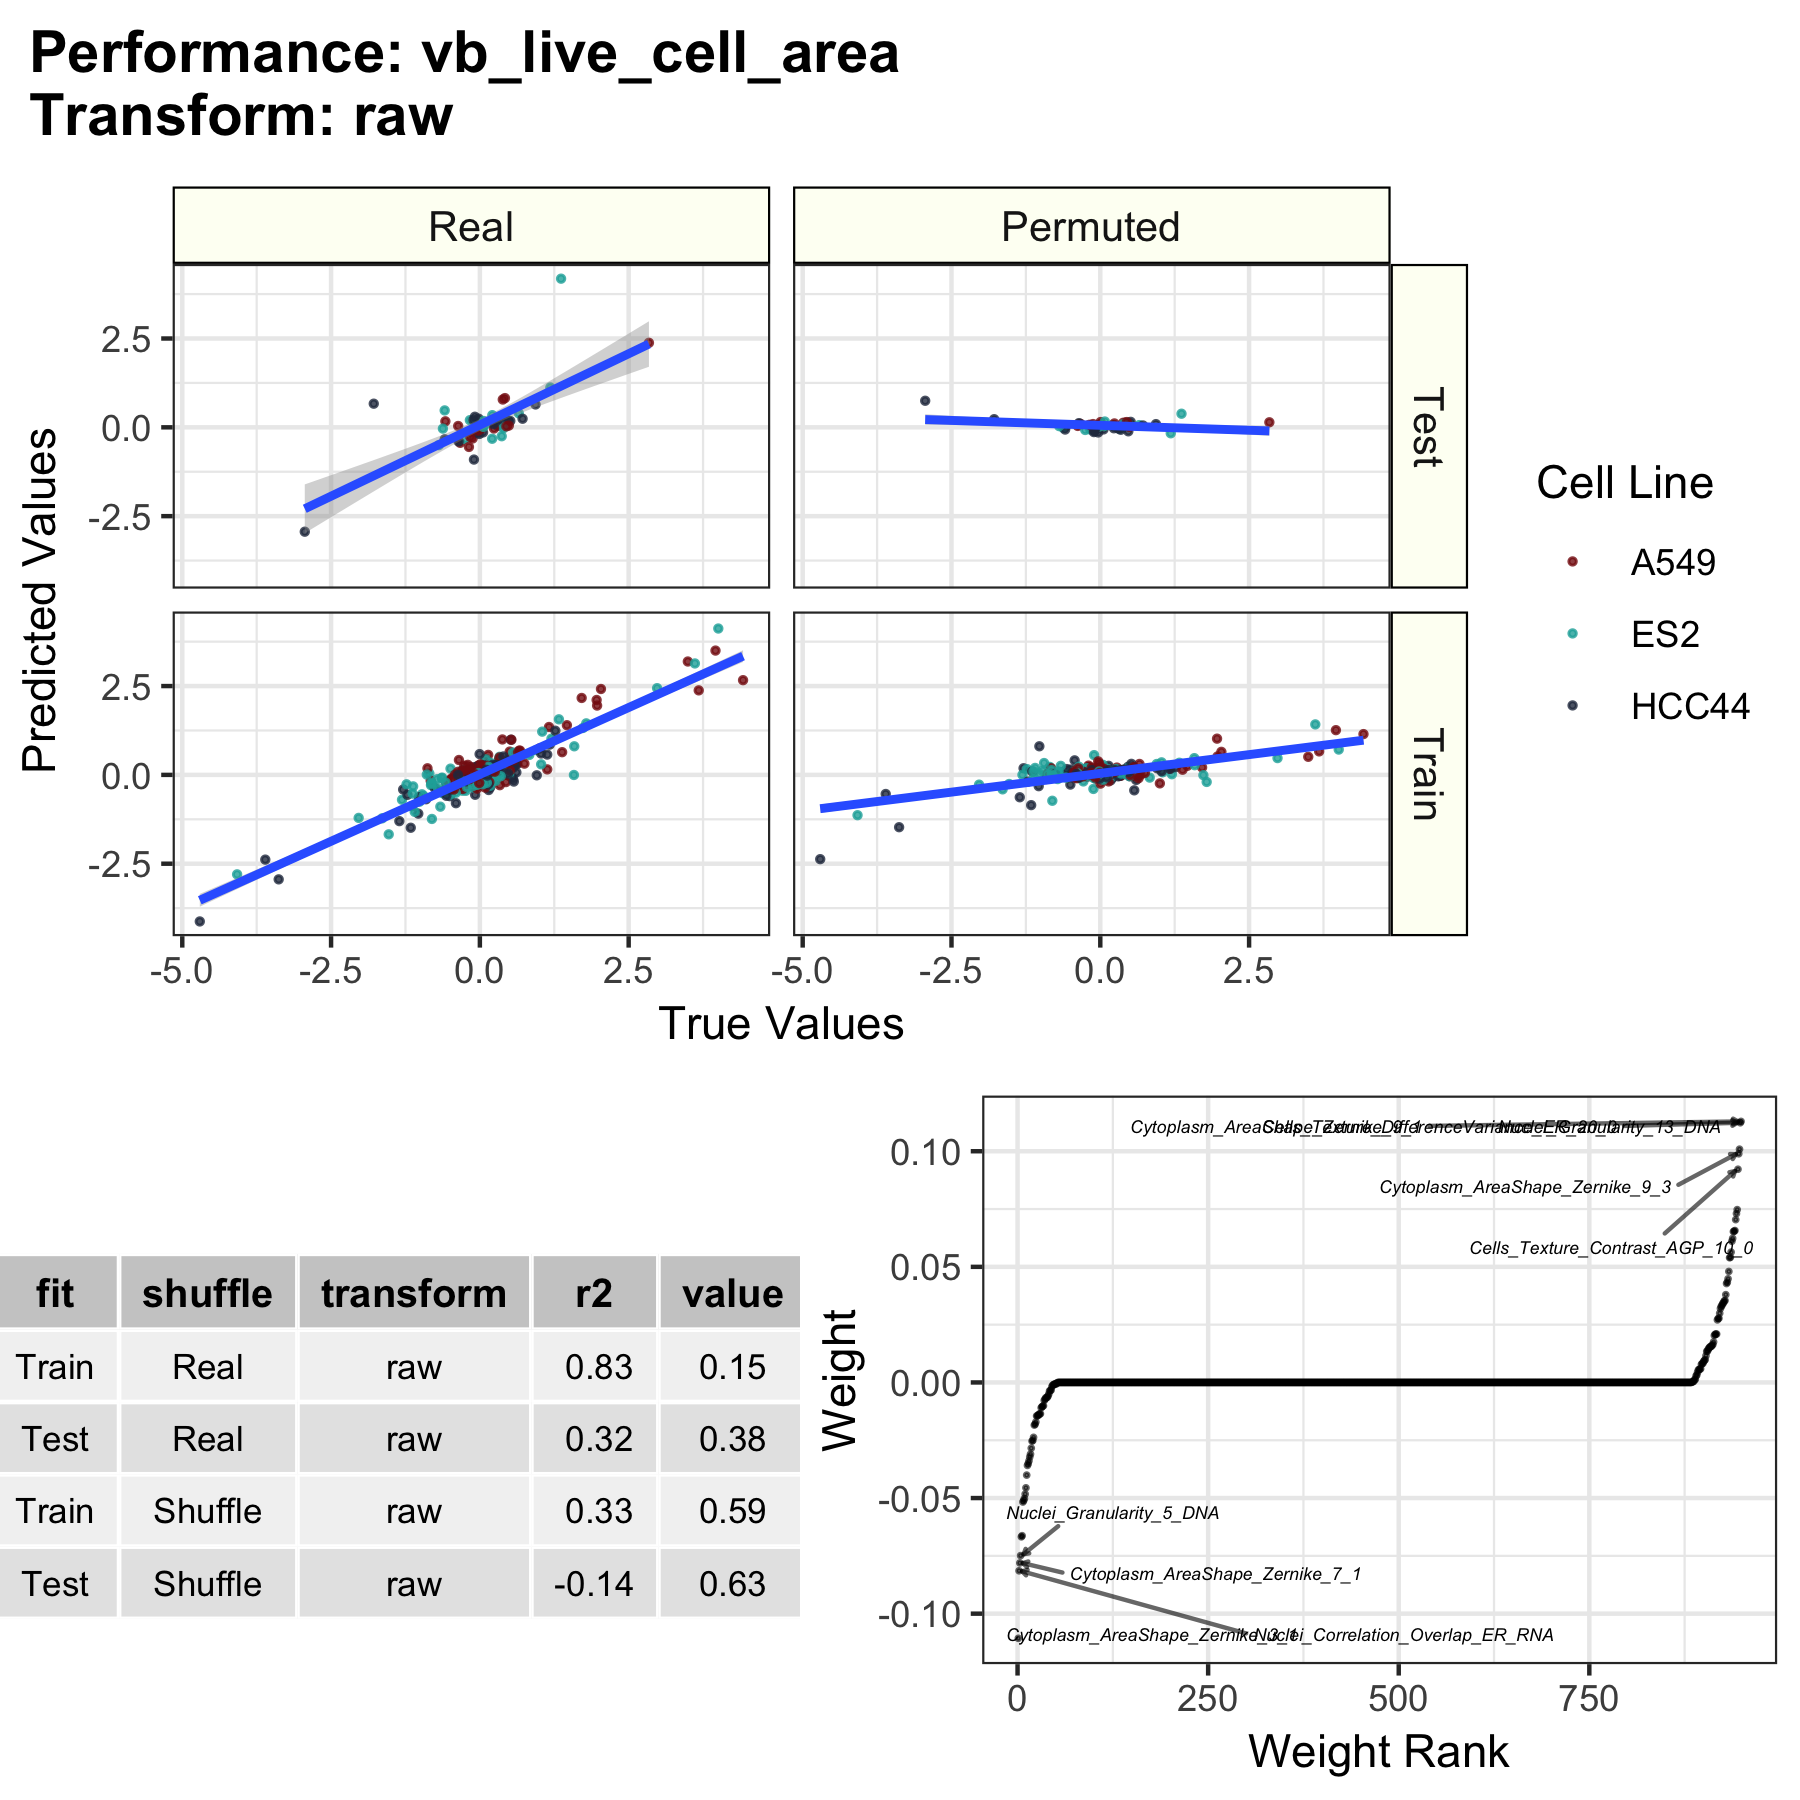 Performance: vb_live_cell_area
Transform: raw
Real
Permuted
2.5
0.0
-2.5
Test
2.5
0.0
-2.5
Train
Predicted Values
-5.0 -2.5 0.0 2.5
-5.0 -2.5 0.0 2.5
True Values
Cell Line
A549
ES2
HCC44
fit shuffle transform r2 value
Train Real raw 0.83 0.15
Test Real raw 0.32 0.38
Train Shuffle raw 0.33 0.59
Test Shuffle raw -0.14 0.63
Weight
0.10
0.05
0.00
-0.05
-0.10
Cytoplasm_AreaShape_Zernike_9_1
Cells_Texture_DifferenceVariance_ER_20_0
Nuclei_Granularity_13_DNA
Cytoplasm_AreaShape_Zernike_9_3
Cells_Texture_Contrast_AGP_10_0
Nuclei_Granularity_5_DNA
Cytoplasm_AreaShape_Zernike_7_1
Cytoplasm_AreaShape_Zernike_3_1
Nuclei_Correlation_Overlap_ER_RNA
0 250 500 750
Weight Rank